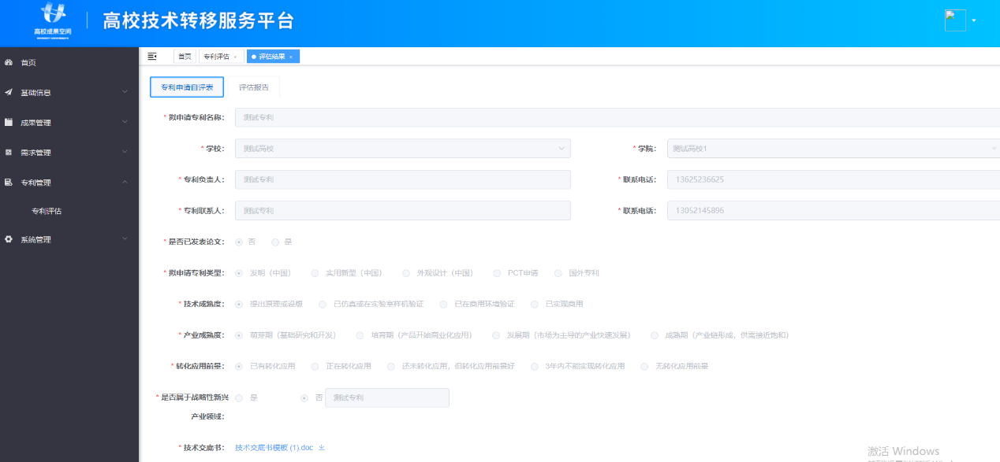 高校成果空间
高校技术转移服务平台
首页
基础信息
成果管理
需求管理
专利管理
专利评估
系统管理
首页 专利评估 × 评估结果 ×
专利申请自评表 评估报告
* 拟申请专利名称: 测试专利
* 学校: 测试高校 * 学院: 测试高校1
* 专利负责人: 测试专利 * 联系电话: 13625236625
* 专利联系人: 测试专利 * 联系电话: 13052145896
* 是否已发表论文: 否 是
* 拟申请专利类型: 发明（中国） 实用新型（中国） 外观设计（中国） PCT申请 国外专利
* 技术成熟度: 提出原理或设想 已仿真或在实验室样机验证 已在商用环境验证 已实现商用
* 产业成熟度: 萌芽期（基础研究和开发） 培育期（产品开始商业化应用） 发展期（市场为主导的产业快速发展） 成熟期（产业链形成，供需接近饱和）
* 转化应用前景: 已有转化应用 正在转化应用 还未转化应用，但转化应用前景好 3年内不能实现转化应用 无转化应用前景
* 是否属于战略性新兴 是 否 测试专利
产业领域:
* 技术交底书: 技术交底书模板 (1).doc
激活 Windows